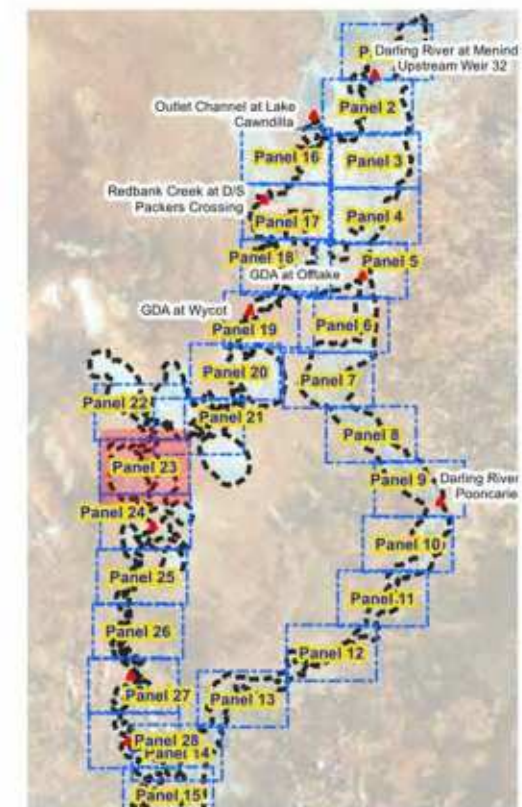 P
Darling River at Menind
Upstream Weir 32
Panel 2
Outlet Channel at Lake
Cawndilla
Panel 16
Panel 3
Redbank Creek at D/S
Packers Crossing
Panel 17
Panel 4
Panel 18
Panel 5
GDA at Offtake
GDA at Wycot
Panel 19
Panel 6
Panel 20
Panel 7
Panel 22
Panel 21
Panel 8
Panel 23
Panel 9
Darling River
Pooncarie
Panel 24
Panel 10
Panel 25
Panel 11
Panel 26
Panel 12
Panel 27
Panel 13
Panel 28
Panel 14
Panel 15